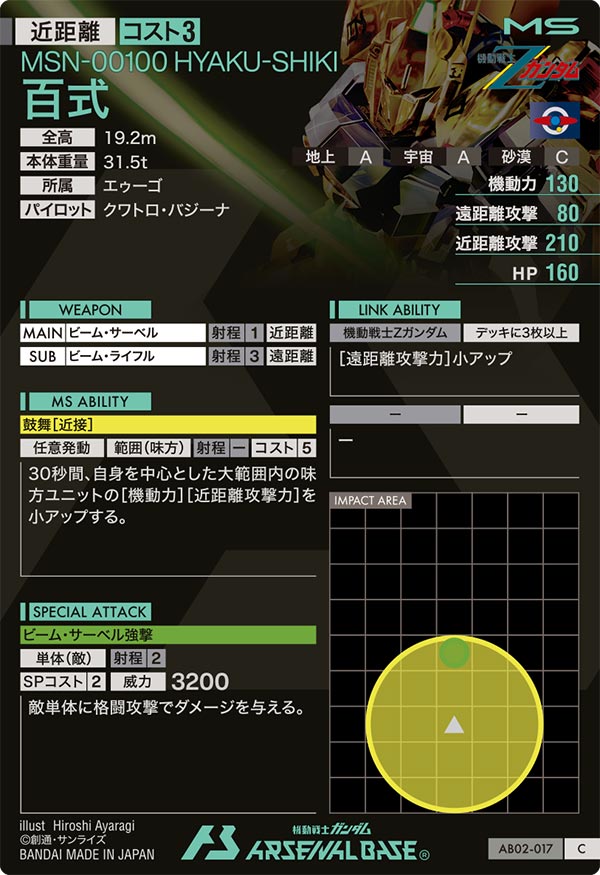 近距離 コスト3 MS
MSN-00100 HYAKU-SHIKI
百式
機動戦士
Zガンダム
全高 19.2m
本体重量 31.5t
所属 エゥーゴ
パイロット クワトロ・バジーナ
地上 A 宇宙 A 砂漠 C
機動力 130
遠距離攻撃 80
近距離攻撃 210
HP 160
WEAPON
MAIN ビーム・サーベル 射程 1 近距離
SUB ビーム・ライフル 射程 3 遠距離
LINK ABILITY
機動戦士Zガンダム デッキに3枚以上
[遠距離攻撃力]小アップ
— —
—
MS ABILITY
鼓舞[近接]
任意発動 範囲(味方) 射程 — コスト 5
30秒間、自身を中心とした大範囲内の味
方ユニットの[機動力][近距離攻撃力]を
小アップする。
IMPACT AREA
SPECIAL ATTACK
ビーム・サーベル強撃
単体(敵) 射程 2
SPコスト 2 威力 3200
敵単体に格闘攻撃でダメージを与える。
illust Hiroshi Ayaragi
©創通・サンライズ
BANDAI MADE IN JAPAN
機動戦士ガンダム
ARSENAL BASE®
AB02-017 C